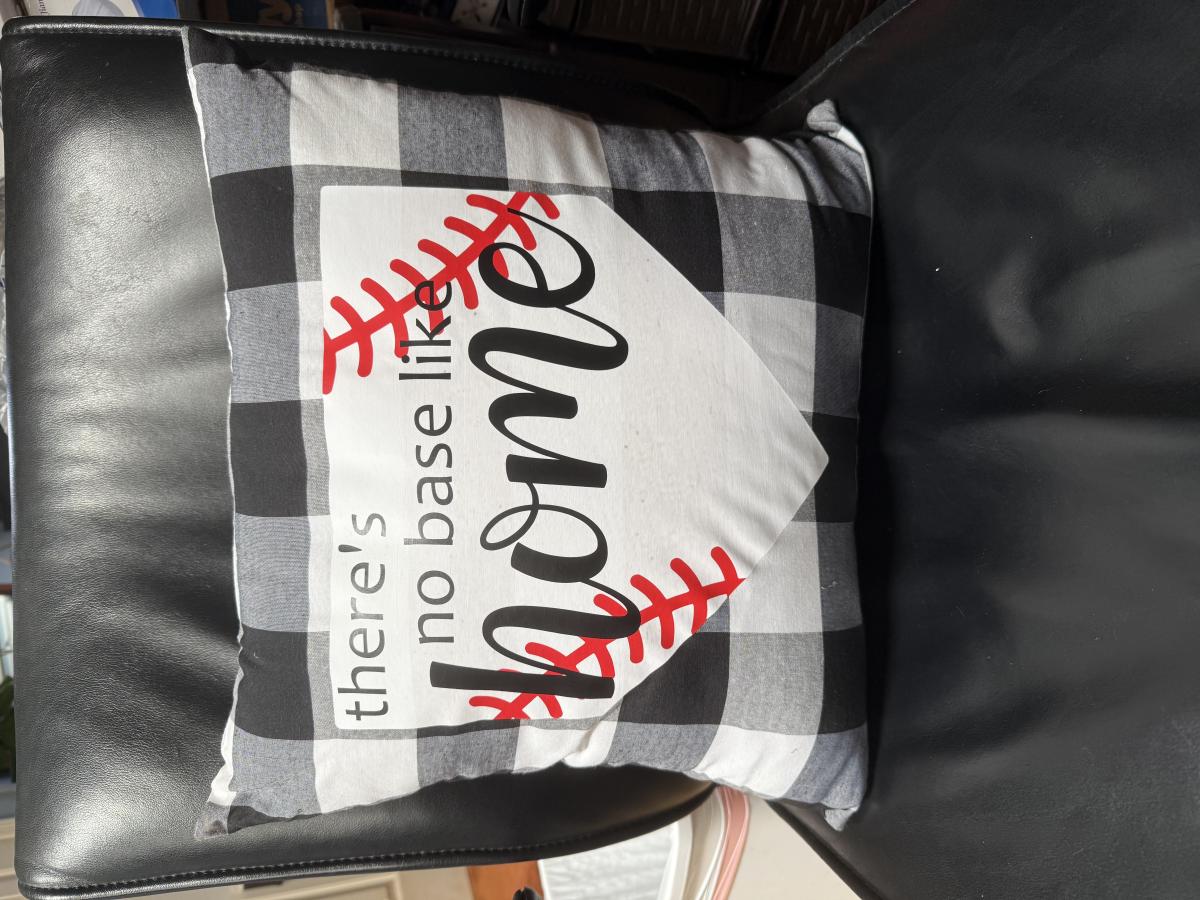 there's
no base like
home